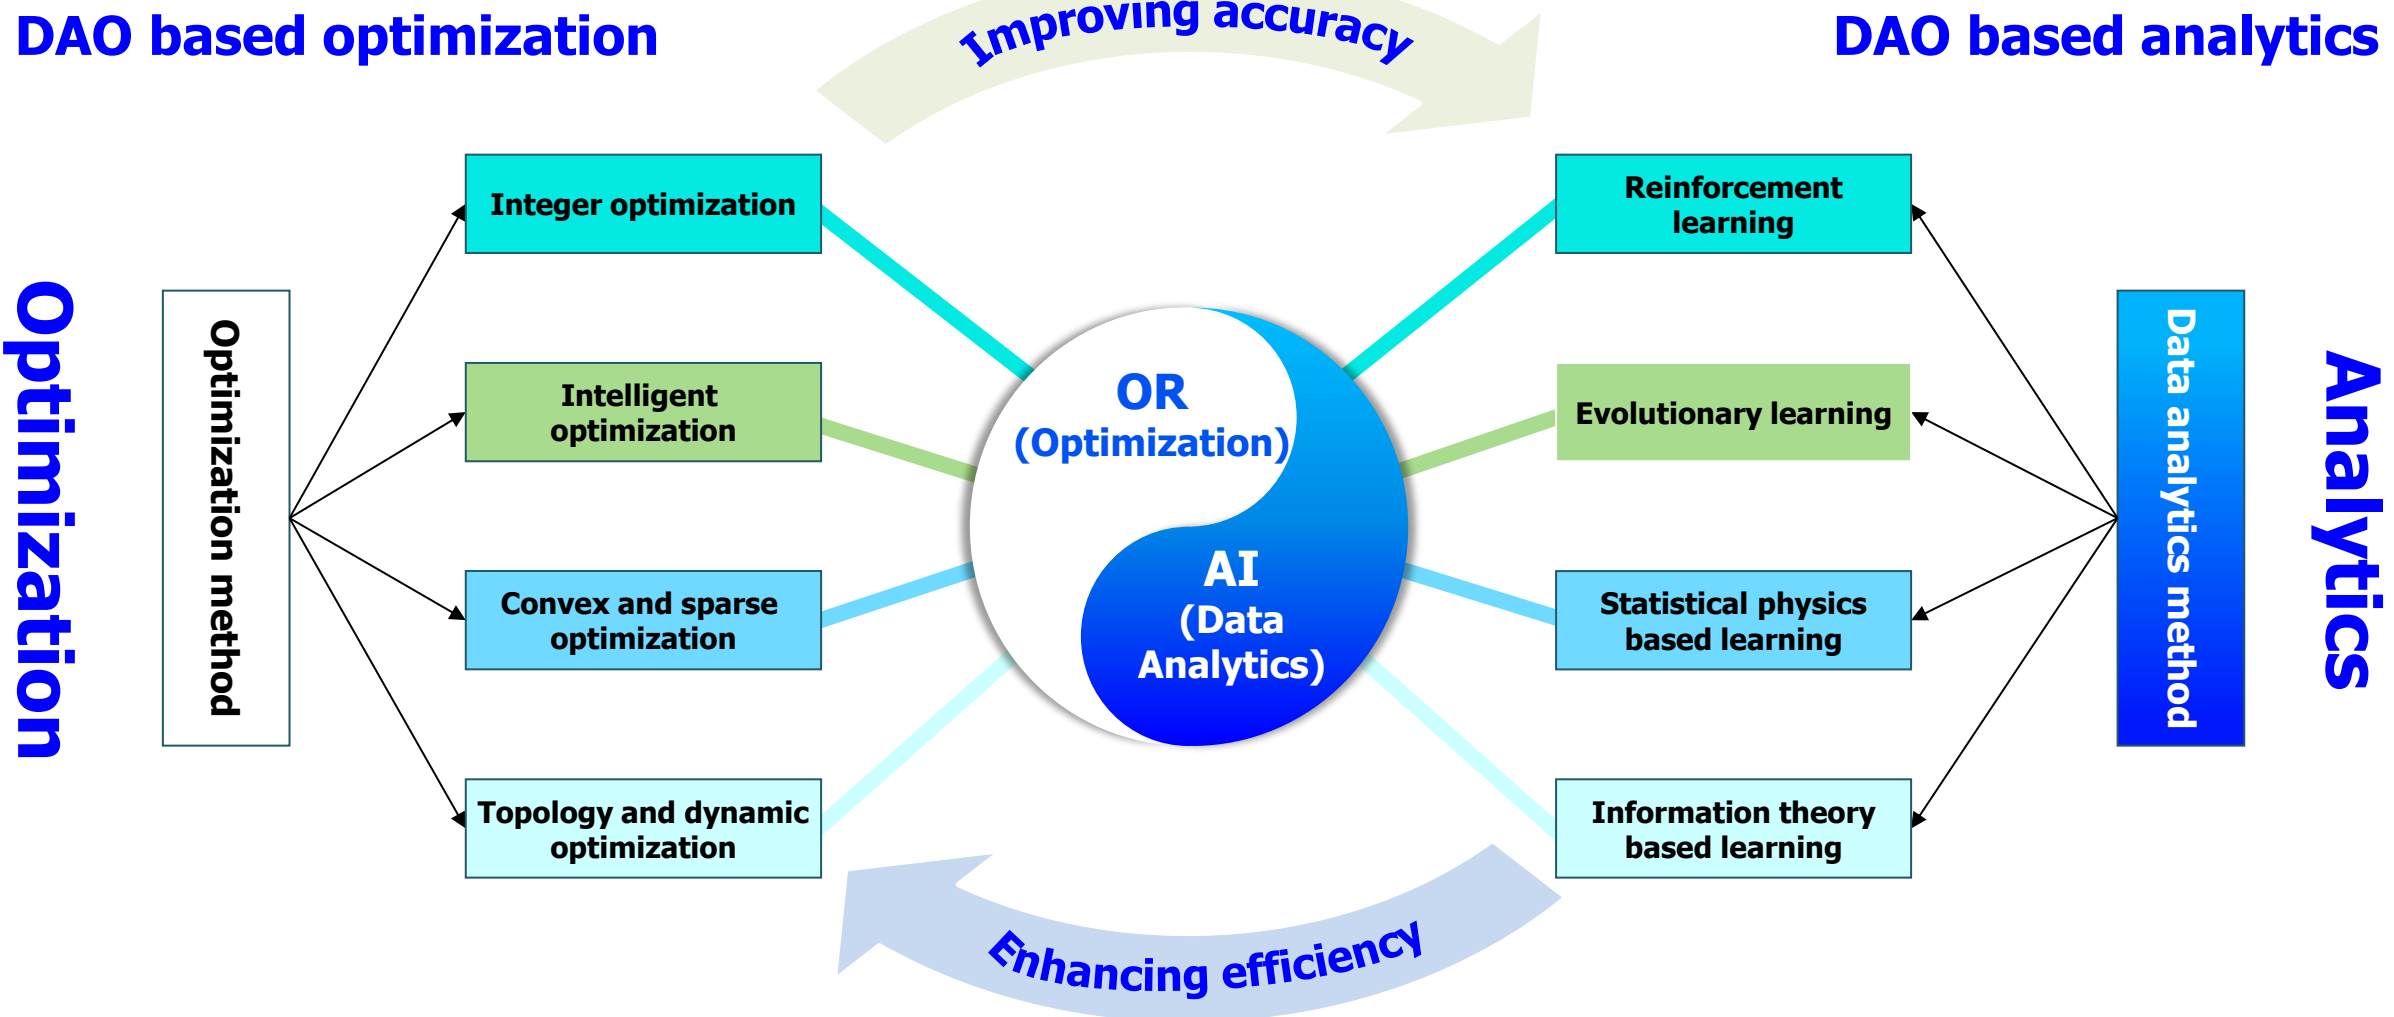 DAO based optimization
Improving accuracy
DAO based analytics
Optimization
Optimization method
Integer optimization
Intelligent
optimization
Convex and sparse
optimization
Topology and dynamic
optimization
OR
(Optimization)
AI
(Data
Analytics)
Reinforcement
learning
Evolutionary learning
Statistical physics
based learning
Information theory
based learning
Data analytics method
Analytics
Enhancing efficiency